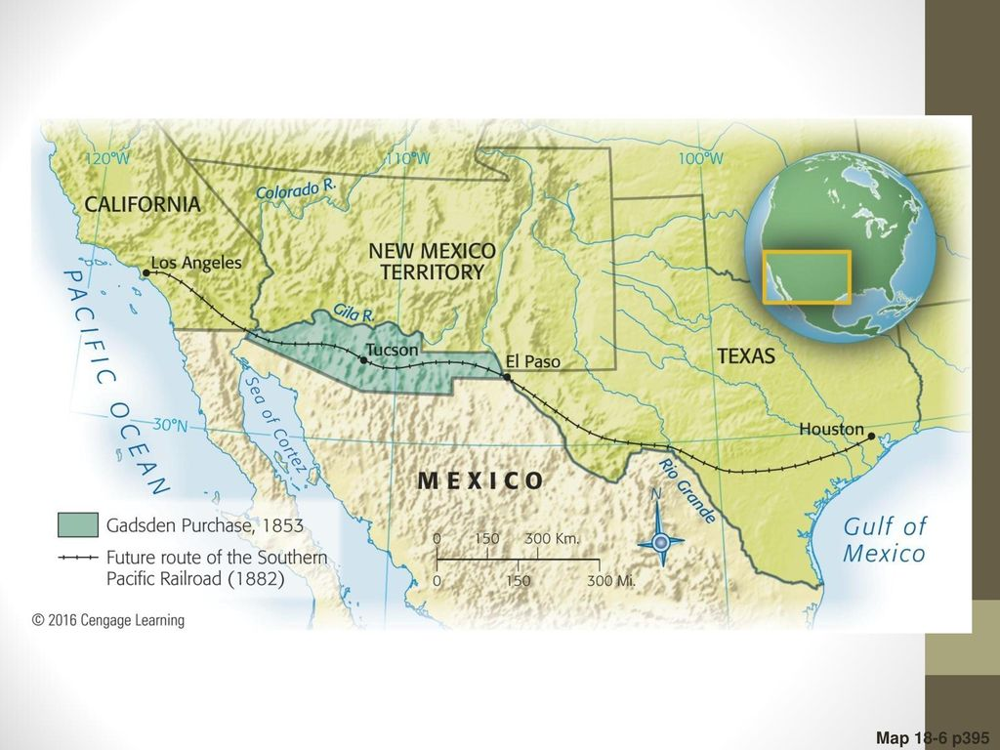 120°W
110°W
100°W
Colorado R.
CALIFORNIA
NEW MEXICO
TERRITORY
Los Angeles
PACIFIC OCEAN
Gila R.
Tucson
El Paso
TEXAS
Sea of Cortez
30°N
Houston
MEXICO
Rio Grande
N
Gulf of
Mexico
Gadsden Purchase, 1853
Future route of the Southern
Pacific Railroad (1882)
0 150 300 Km.
0 150 300 Mi.
© 2016 Cengage Learning
Map 18-6 p395